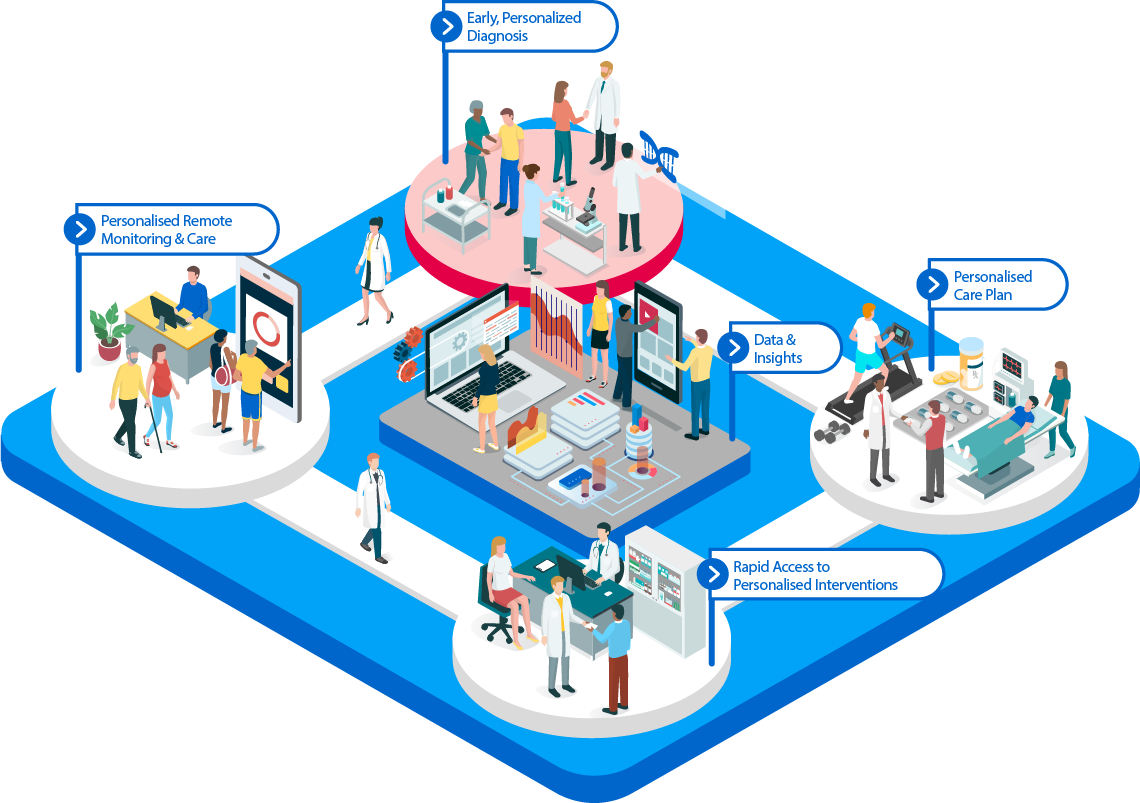 Early, Personalized
Diagnosis
Personalised Remote
Monitoring & Care
Personalised
Care Plan
Data &
Insights
Rapid Access to
Personalised Interventions